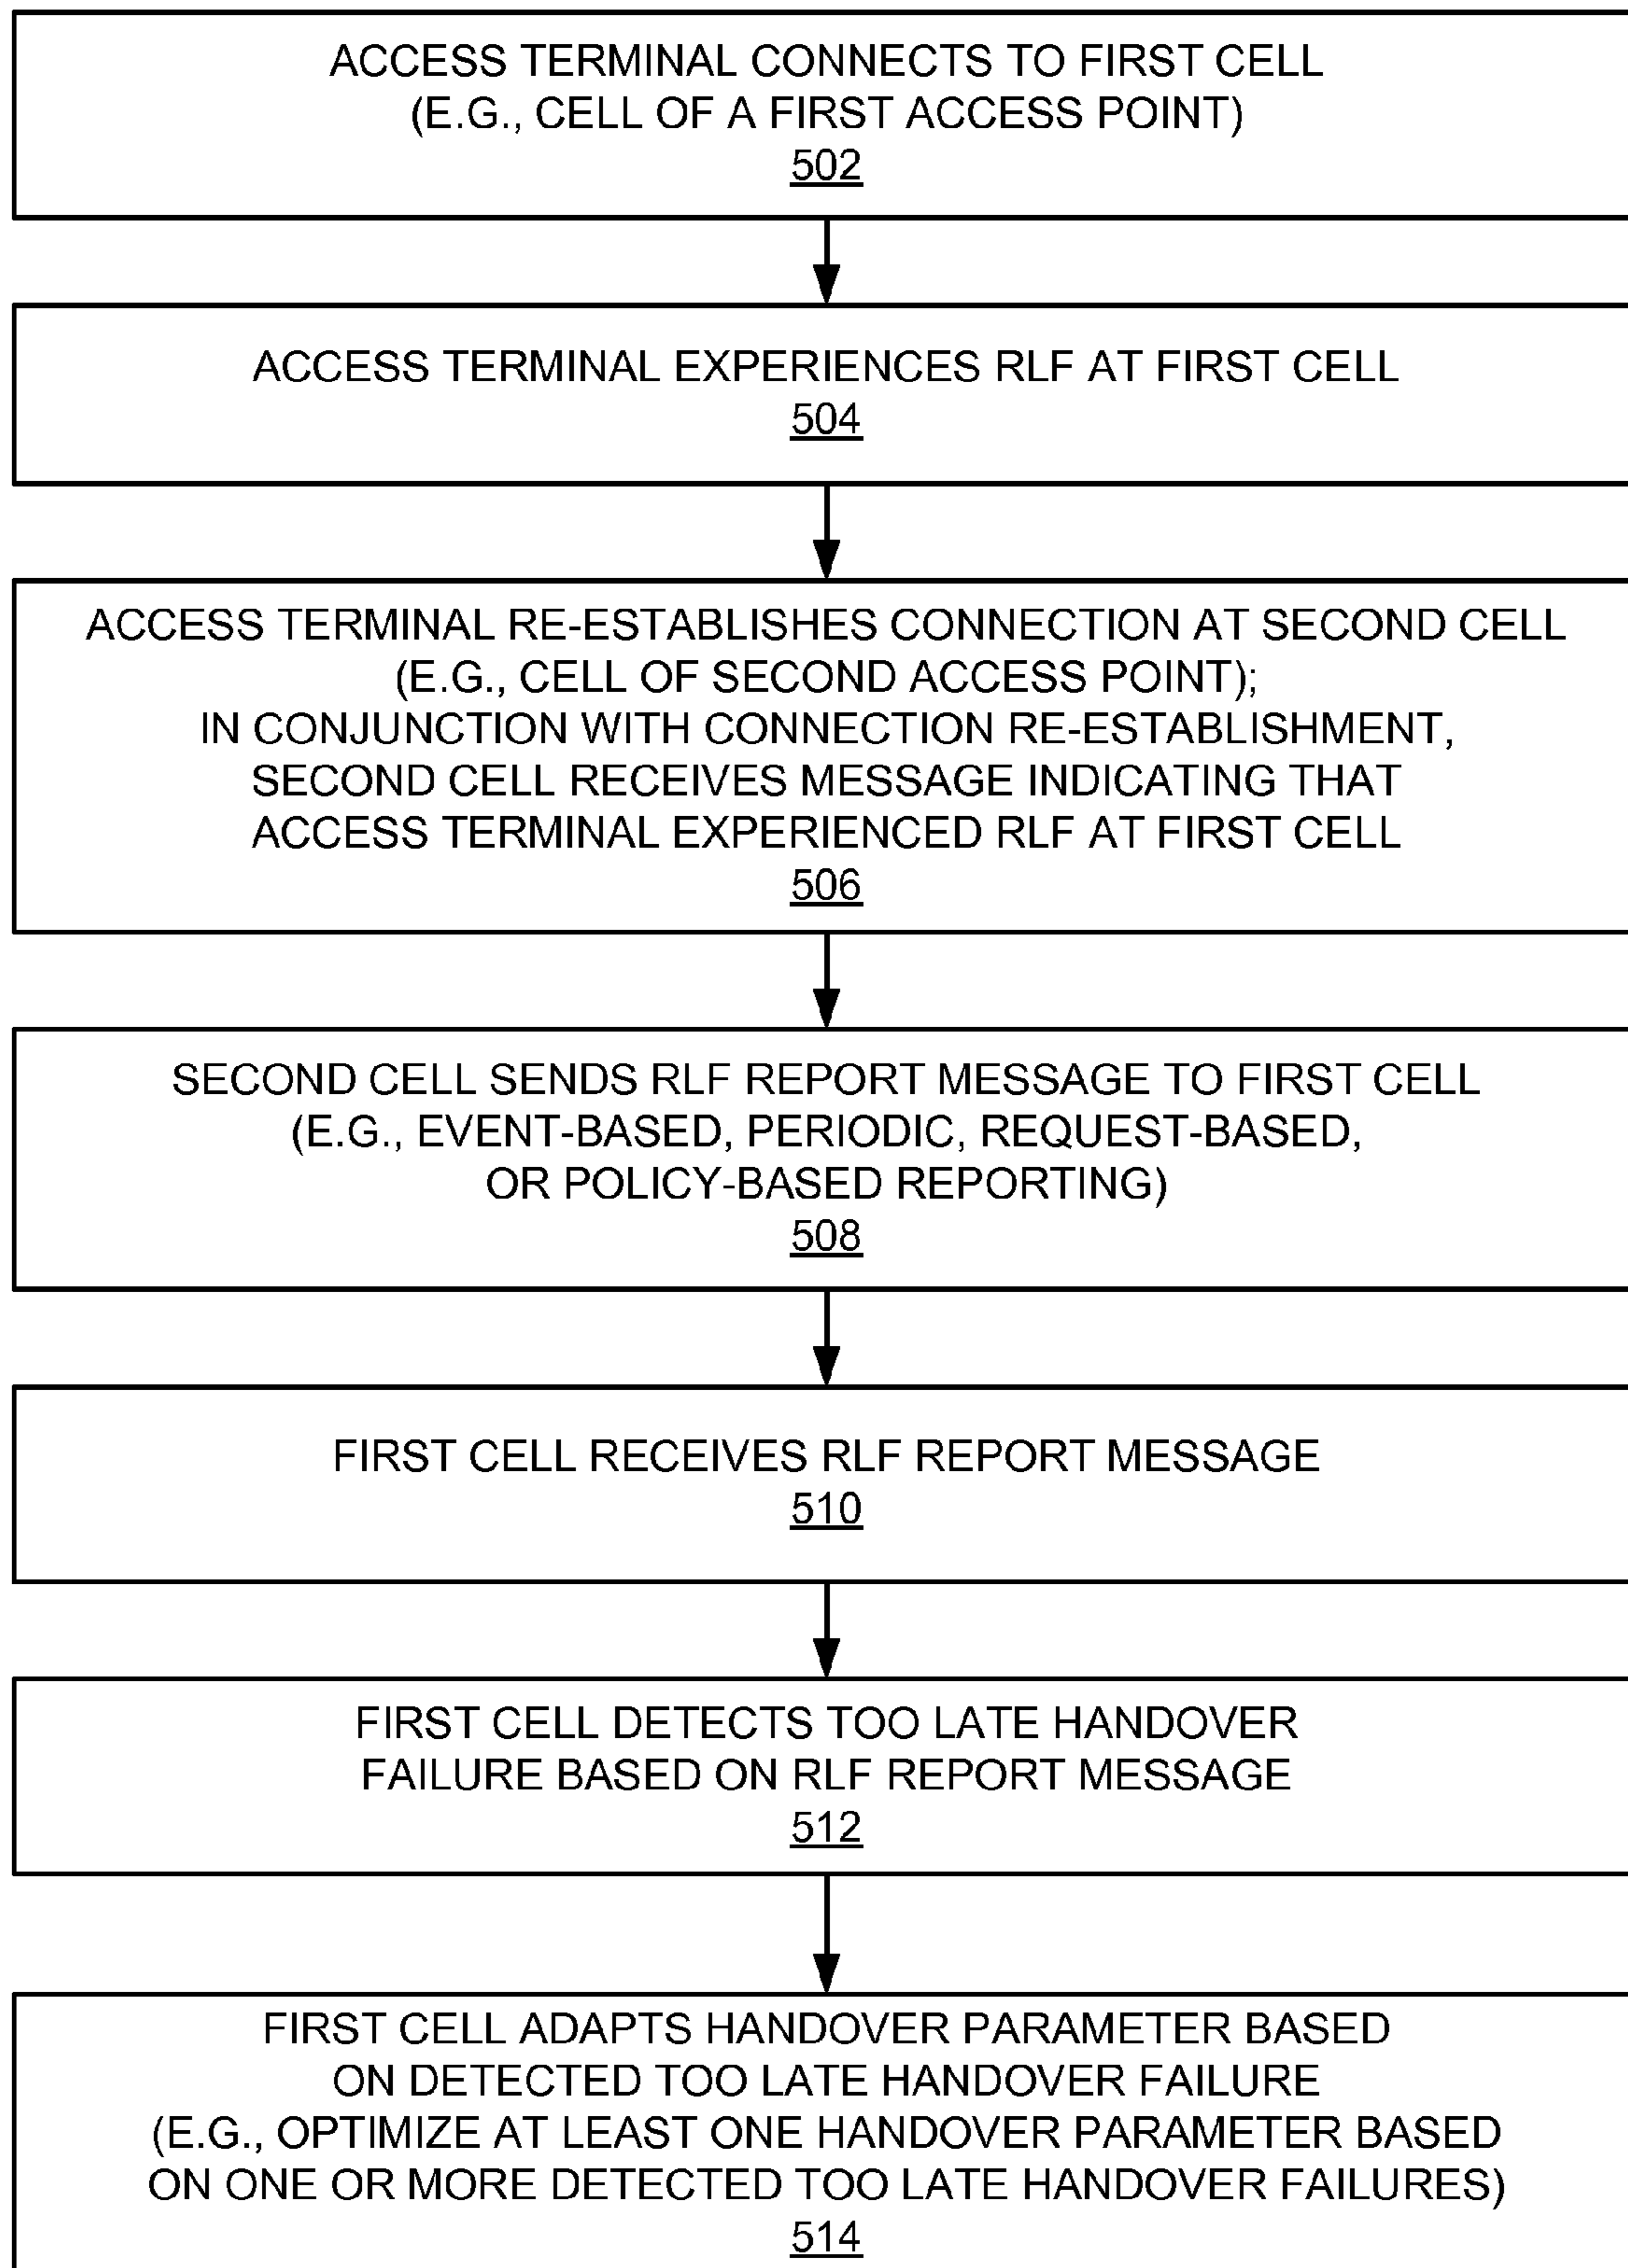 ACCESS TERMINAL CONNECTS TO FIRST CELL
(E.G., CELL OF A FIRST ACCESS POINT)
502
ACCESS TERMINAL EXPERIENCES RLF AT FIRST CELL
504
ACCESS TERMINAL RE-ESTABLISHES CONNECTION AT SECOND CELL
(E.G., CELL OF SECOND ACCESS POINT);
IN CONJUNCTION WITH CONNECTION RE-ESTABLISHMENT,
SECOND CELL RECEIVES MESSAGE INDICATING THAT
ACCESS TERMINAL EXPERIENCED RLF AT FIRST CELL
506
SECOND CELL SENDS RLF REPORT MESSAGE TO FIRST CELL
(E.G., EVENT-BASED, PERIODIC, REQUEST-BASED,
OR POLICY-BASED REPORTING)
508
FIRST CELL RECEIVES RLF REPORT MESSAGE
510
FIRST CELL DETECTS TOO LATE HANDOVER
FAILURE BASED ON RLF REPORT MESSAGE
512
FIRST CELL ADAPTS HANDOVER PARAMETER BASED
ON DETECTED TOO LATE HANDOVER FAILURE
(E.G., OPTIMIZE AT LEAST ONE HANDOVER PARAMETER BASED
ON ONE OR MORE DETECTED TOO LATE HANDOVER FAILURES)
514